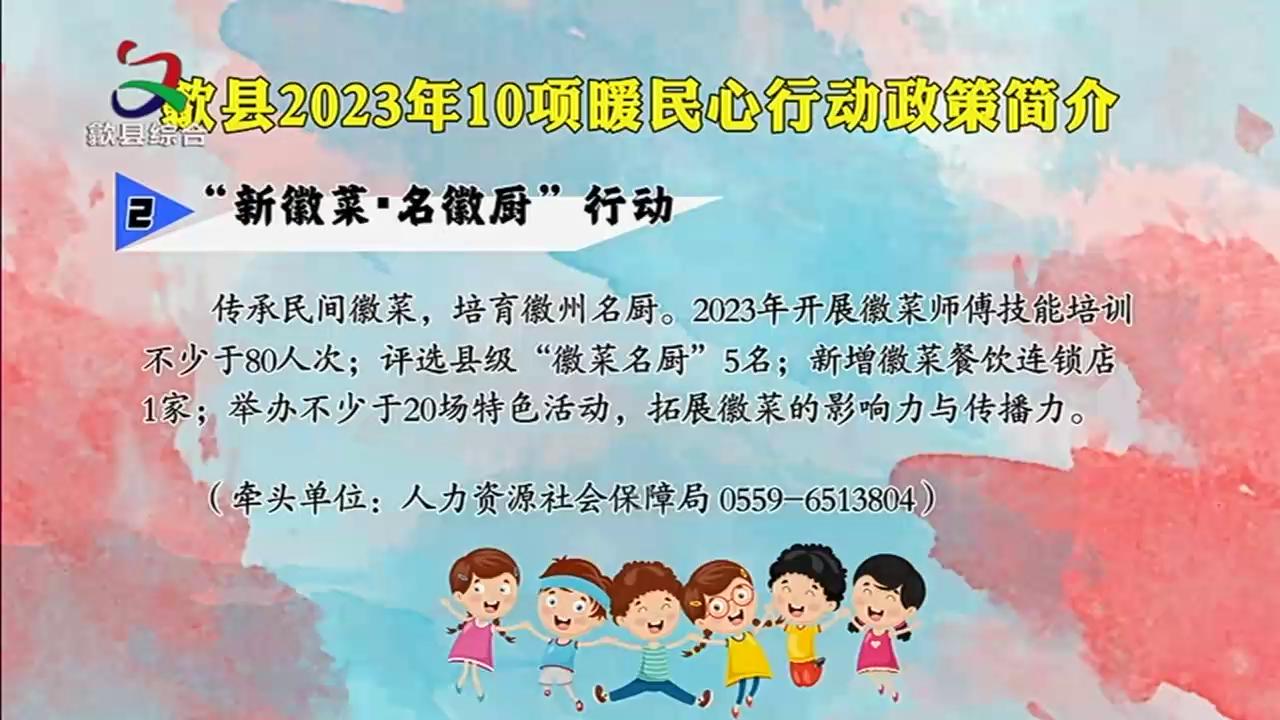 歙县2023年10项暖民心行动政策简介
歙县综合
2
“新徽菜·名徽厨”行动
传承民间徽菜，培育徽州名厨。2023年开展徽菜师傅技能培训
不少于80人次；评选县级“徽菜名厨”5名；新增徽菜餐饮连锁店
1家；举办不少于20场特色活动，拓展徽菜的影响力与传播力。
（牵头单位：人力资源社会保障局 0559-6513804）